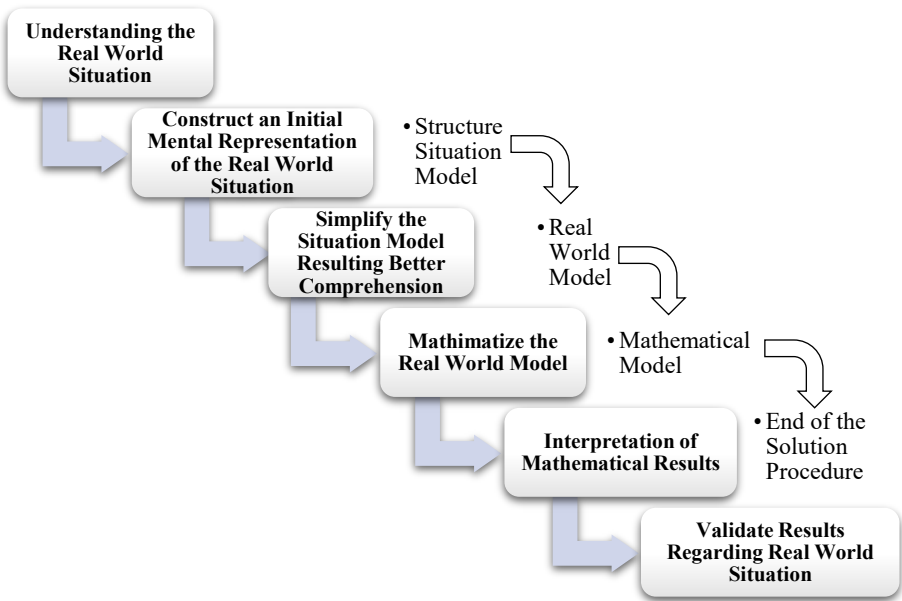 Understanding the
Real World
Situation
Construct an Initial
Mental Representation
of the Real World
Situation
• Structure
Situation
Model
Simplify the
Situation Model
Resulting Better
Comprehension
• Real
World
Model
Mathimatize the
Real World Model
• Mathematical
Model
Interpretation of
Mathematical Results
• End of the
Solution
Procedure
Validate Results
Regarding Real World
Situation